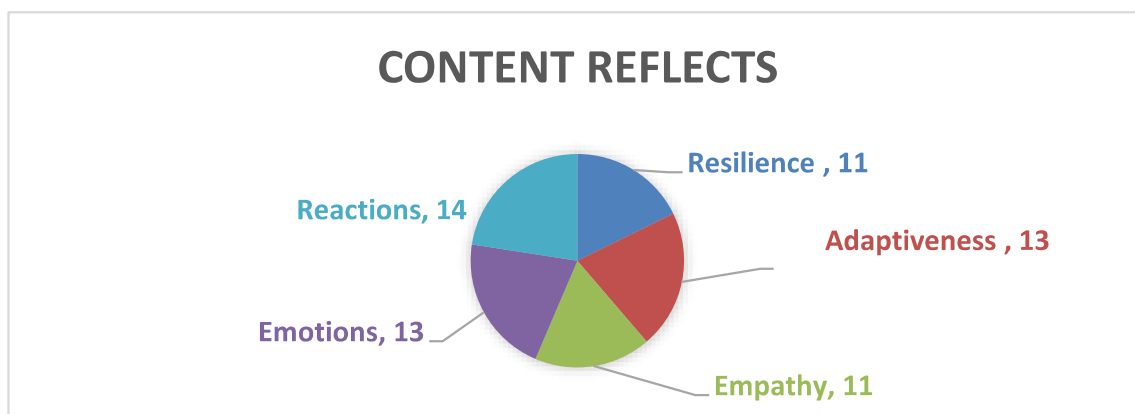 CONTENT REFLECTS
Resilience , 11
Reactions, 14
Adaptiveness , 13
Emotions, 13
Empathy, 11